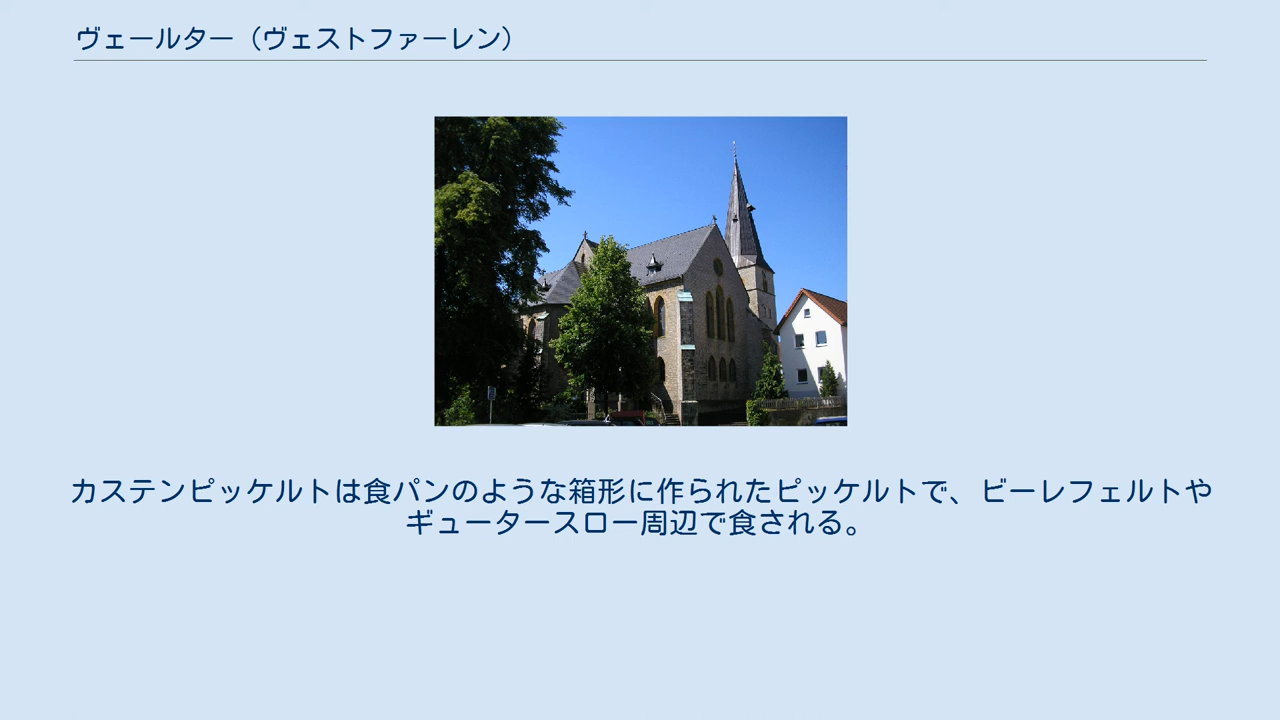 ヴェールター（ヴェストファーレン）
カステンピッケルトは食パンのような箱形に作られたピッケルトで、ビーレフェルトや
ギュータースロー周辺で食される。